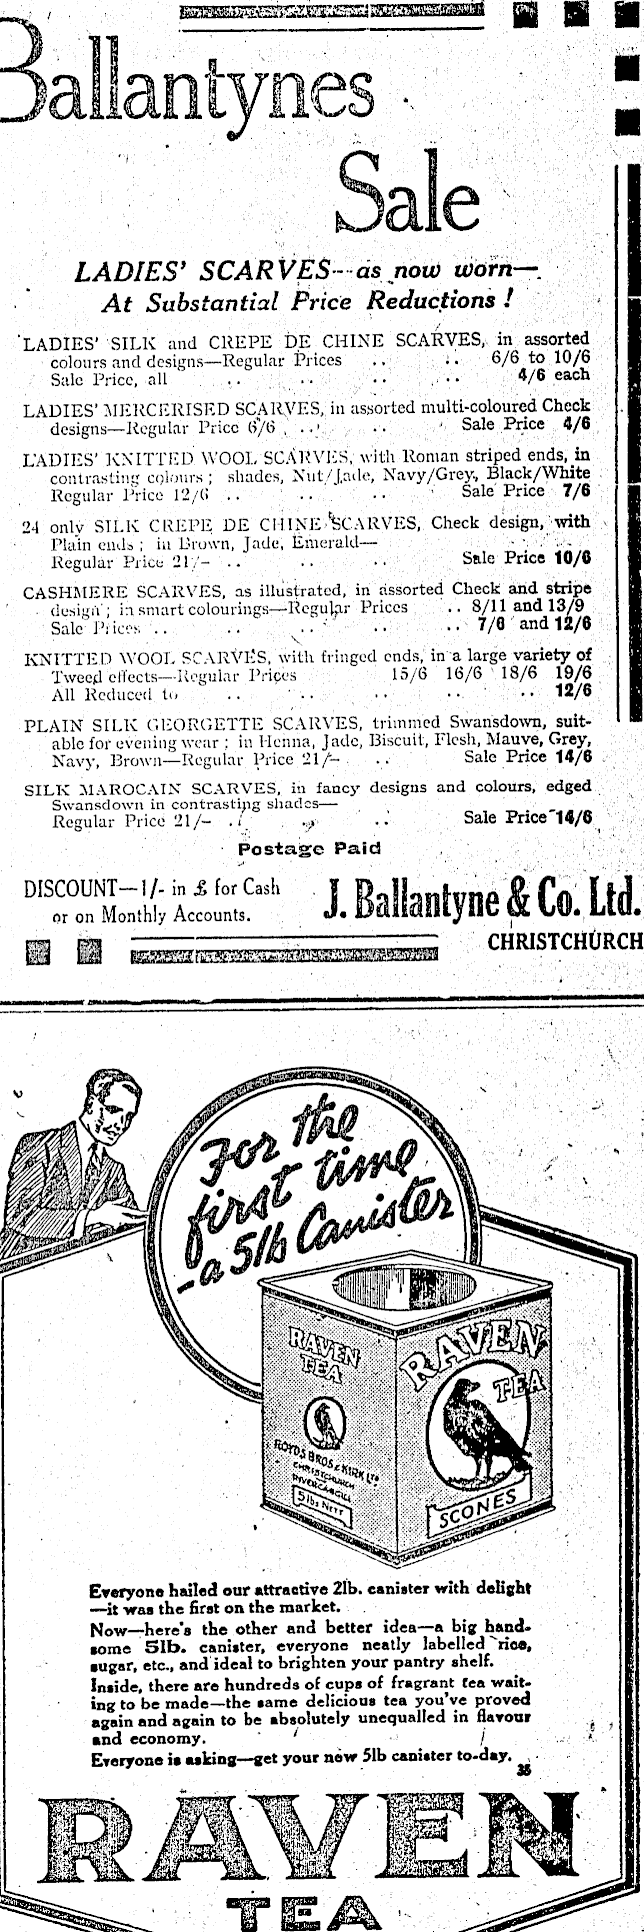 Ballantynes
Sale
LADIES' SCARVES--as now worn—
At Substantial Price Reductions !
LADIES' SILK and CREPE DE CHINE SCARVES, in assorted
colours and designs—Regular Prices .. .. 6/6 to 10/6
Sale Price, all .. .. .. .. 4/6 each
LADIES' MERCERISED SCARVES, in assorted multi-coloured Check
designs—Regular Price 6/6 .. .. Sale Price 4/6
LADIES' KNITTED WOOL SCARVES, with Roman striped ends, in
contrasting colours ; shades, Nut/Jade, Navy/Grey, Black/White
Regular Price 12/6 .. .. .. Sale Price 7/6
24 only SILK CREPE DE CHINE SCARVES, Check design, with
Plain ends ; in Brown, Jade, Emerald—
Regular Price 21/- .. .. .. Sale Price 10/6
CASHMERE SCARVES, as illustrated, in assorted Check and stripe
design ; in smart colourings—Regular Prices .. 8/11 and 13/9
Sale Prices .. .. .. .. .. 7/6 and 12/6
KNITTED WOOL SCARVES, with fringed ends, in a large variety of
Tweed effects—Regular Prices 15/6 16/6 18/6 19/6
All Reduced to .. .. .. .. .. 12/6
PLAIN SILK GEORGETTE SCARVES, trimmed Swansdown, suit-
able for evening wear ; in Henna, Jade, Biscuit, Flesh, Mauve, Grey,
Navy, Brown—Regular Price 21/- .. Sale Price 14/6
SILK MAROCAIN SCARVES, in fancy designs and colours, edged
Swansdown in contrasting shades—
Regular Price 21/- .. .. .. Sale Price 14/6
Postage Paid
DISCOUNT—1/- in £ for Cash
or on Monthly Accounts.
J. Ballantyne & Co. Ltd.
CHRISTCHURCH
For the
first time
—a 5lb Canister
RAVEN
TEA
ROYDS BROS & KIRK LTD
CHRISTCHURCH
INVERCARGILL
5 lbs NETT
RAVEN
TEA
SCONES
Everyone hailed our attractive 2lb. canister with delight
—it was the first on the market.
Now—here's the other and better idea—a big hand-
some 5lb. canister, everyone neatly labelled rice,
sugar, etc., and ideal to brighten your pantry shelf.
Inside, there are hundreds of cups of fragrant tea wait-
ing to be made—the same delicious tea you've proved
again and again to be absolutely unequalled in flavour
and economy.
Everyone is asking—get your new 5lb canister to-day.
35
RAVEN
TEA